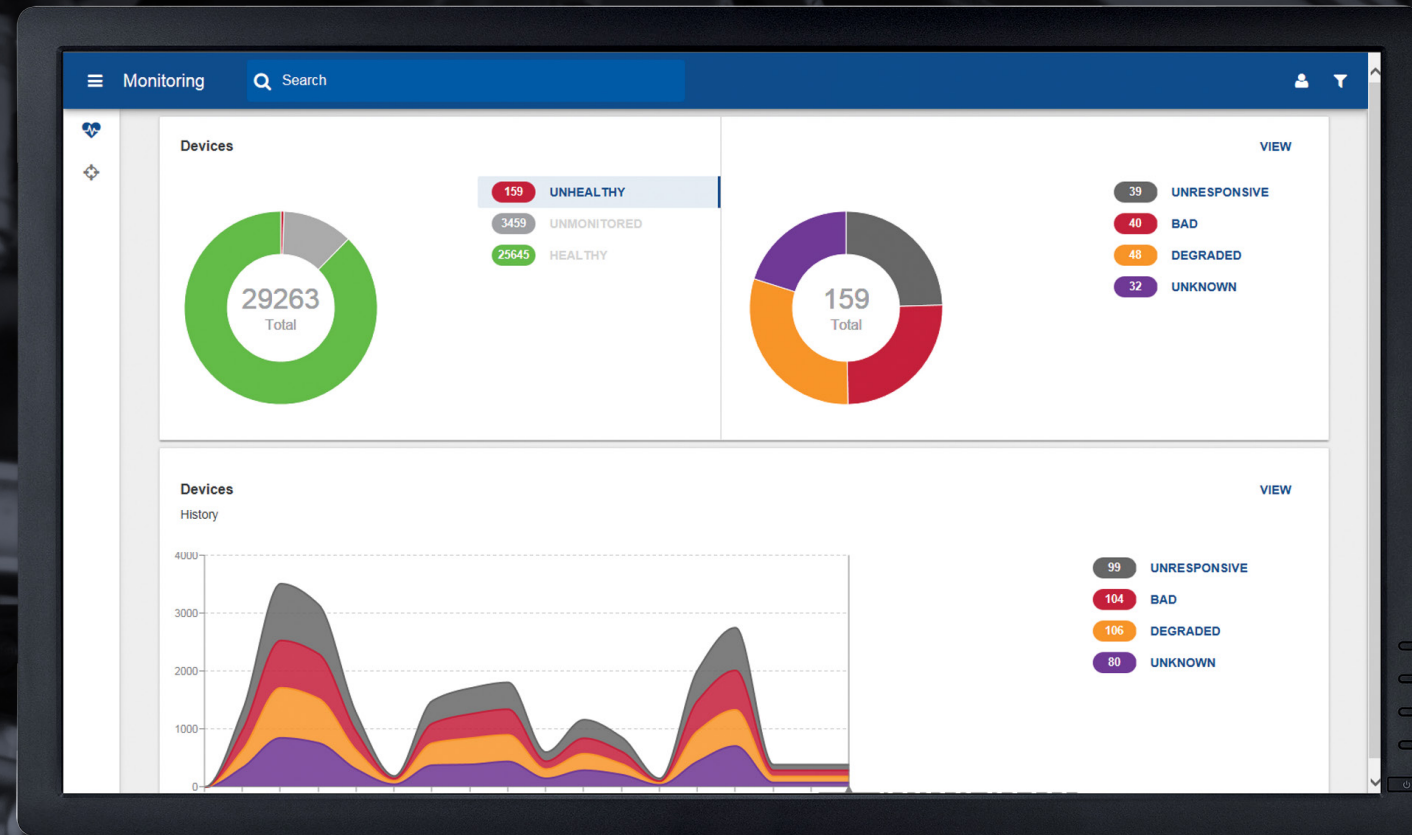 Monitoring
Search
Devices
VIEW
159 UNHEALTHY
3459 UNMONITORED
25645 HEALTHY
29263
Total
39 UNRESPONSIVE
40 BAD
48 DEGRADED
32 UNKNOWN
159
Total
Devices
VIEW
History
4000
3000
2000
1000
0
99 UNRESPONSIVE
104 BAD
106 DEGRADED
80 UNKNOWN